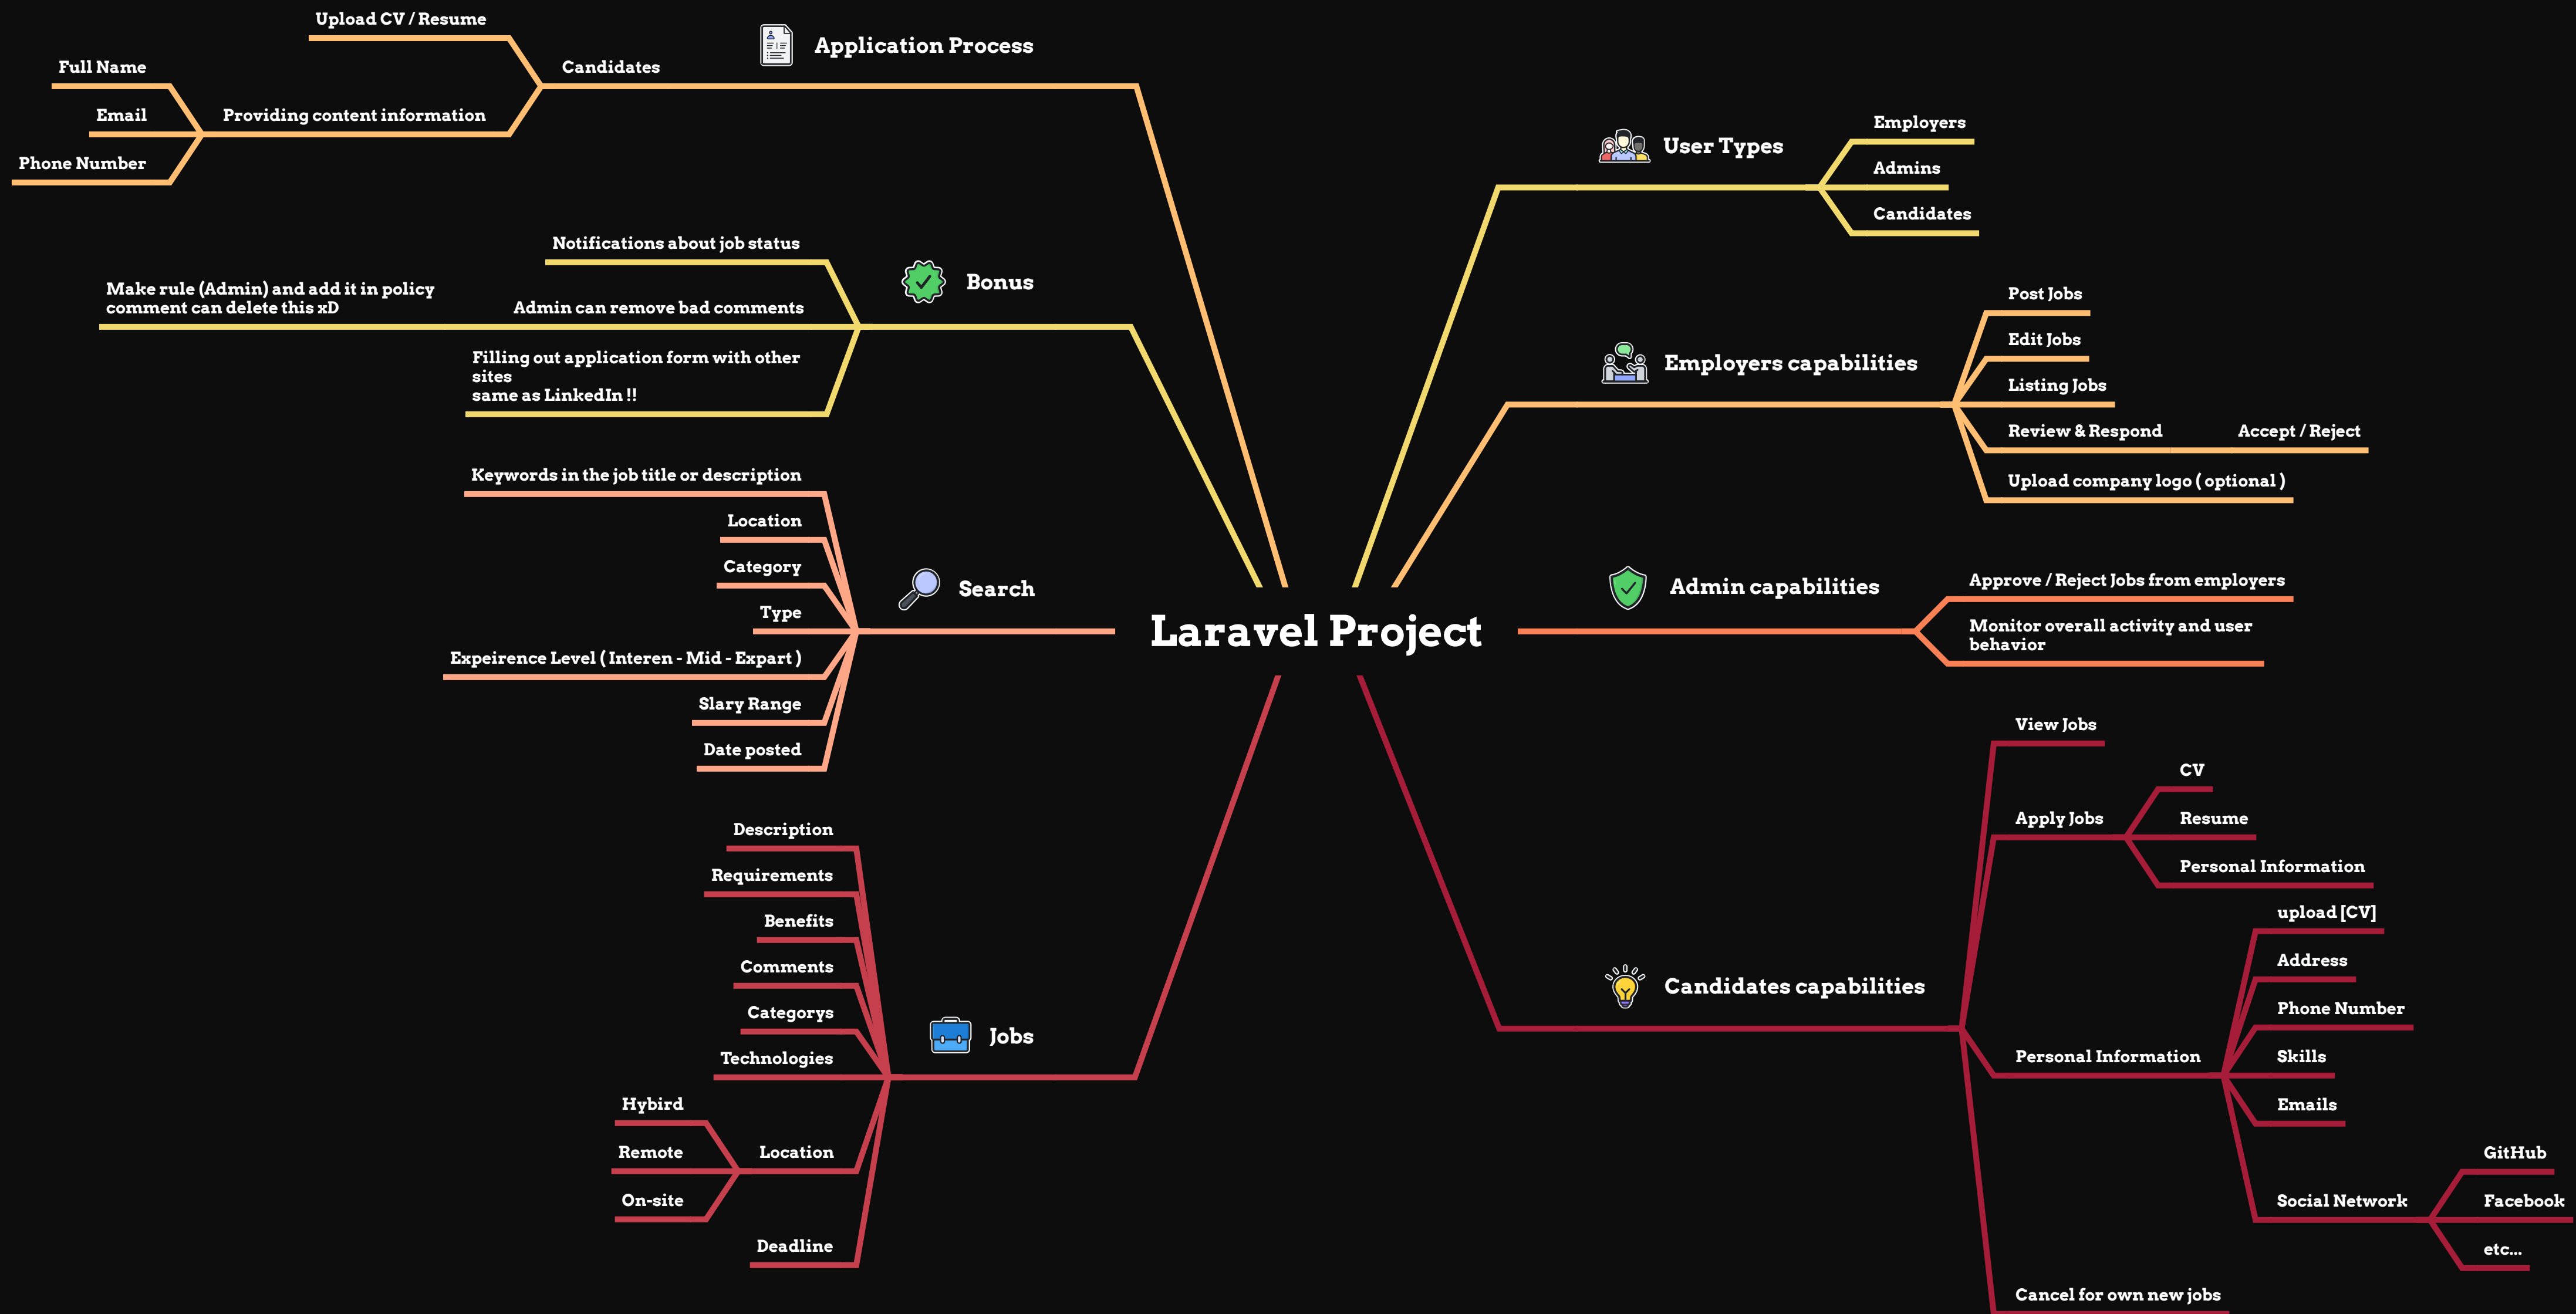 Laravel Project
Application Process
Candidates
Upload CV / Resume
Providing content information
Full Name
Email
Phone Number
Bonus
Notifications about job status
Admin can remove bad comments
Make rule (Admin) and add it in policy
comment can delete this xD
Filling out application form with other
sites
same as LinkedIn !!
Search
Keywords in the job title or description
Location
Category
Type
Expeirence Level ( Interen - Mid - Expart )
Slary Range
Date posted
Jobs
Description
Requirements
Benefits
Comments
Categorys
Technologies
Location
Hybird
Remote
On-site
Deadline
User Types
Employers
Admins
Candidates
Employers capabilities
Post Jobs
Edit Jobs
Listing Jobs
Review & Respond
Accept / Reject
Upload company logo ( optional )
Admin capabilities
Approve / Reject Jobs from employers
Monitor overall activity and user
behavior
Candidates capabilities
View Jobs
Apply Jobs
CV
Resume
Personal Information
Personal Information
upload [CV]
Address
Phone Number
Skills
Emails
Social Network
GitHub
Facebook
etc...
Cancel for own new jobs